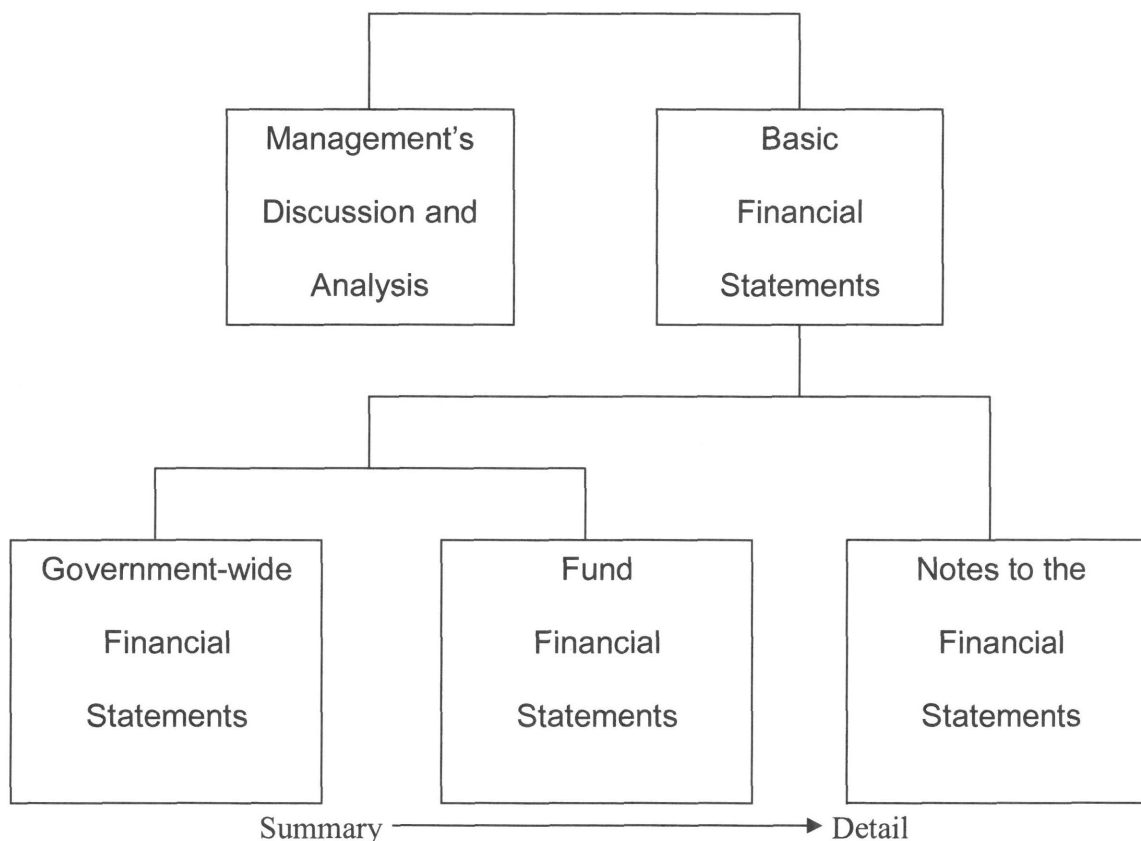 Management's
Discussion and
Analysis
Basic
Financial
Statements
Government-wide
Financial
Statements
Fund
Financial
Statements
Notes to the
Financial
Statements
Summary Detail